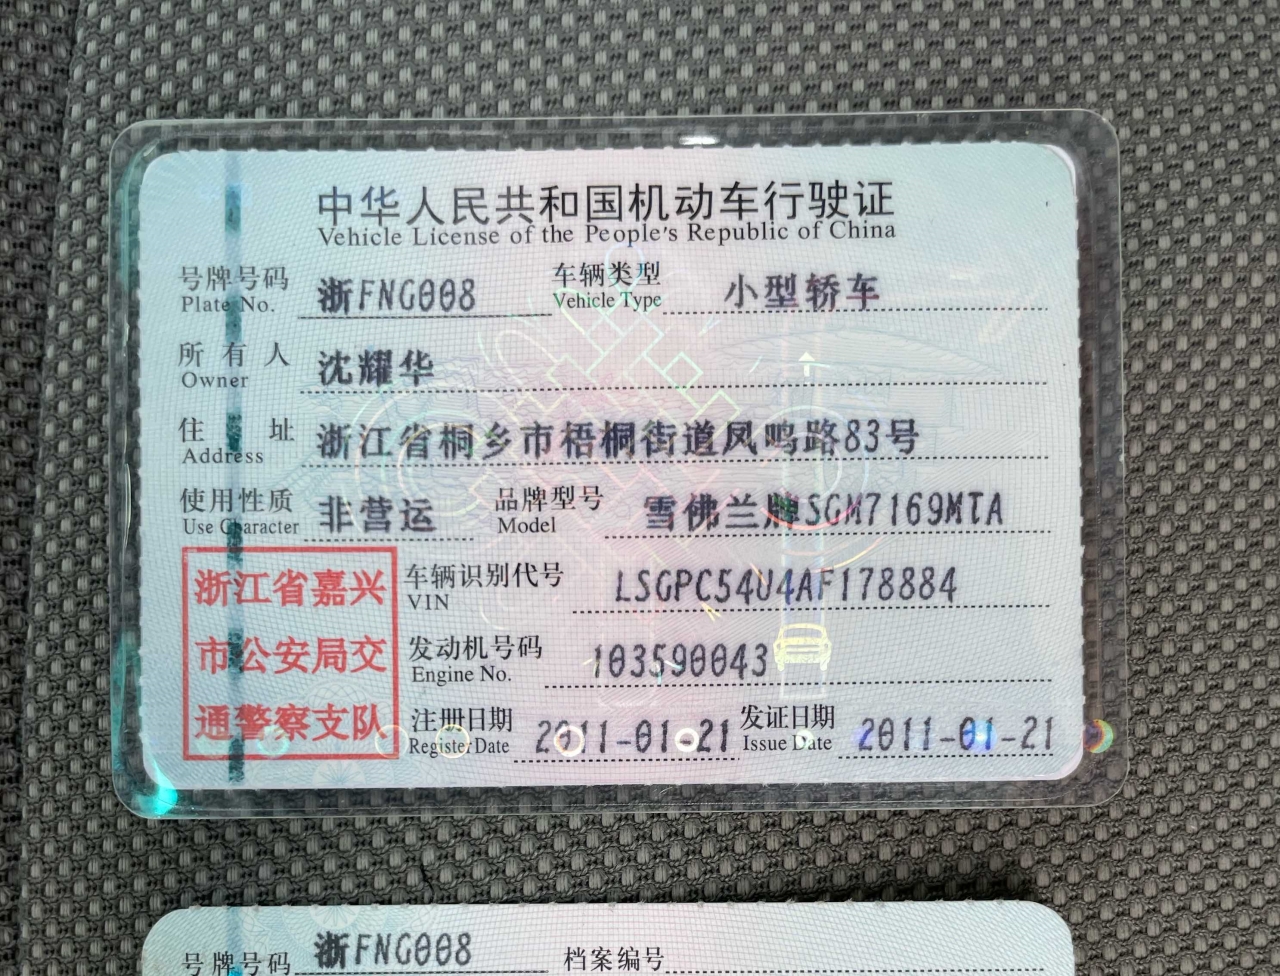 中华人民共和国机动车行驶证
Vehicle License of the People's Republic of China
号牌号码 浙FNG008 车辆类型 小型轿车
Plate No. Vehicle Type
所有人 沈耀华
Owner
住址 浙江省桐乡市梧桐街道凤鸣路83号
Address
使用性质 非营运 品牌型号 雪佛兰牌SGM7169MTA
Use Character Model
浙江省嘉兴
市公安局交
通警察支队
车辆识别代号 LSGPC54U4AF178884
VIN
发动机号码 103590043
Engine No.
注册日期 2011-01-21 发证日期 2011-01-21
Register Date Issue Date
号牌号码 浙FNG008 档案编号